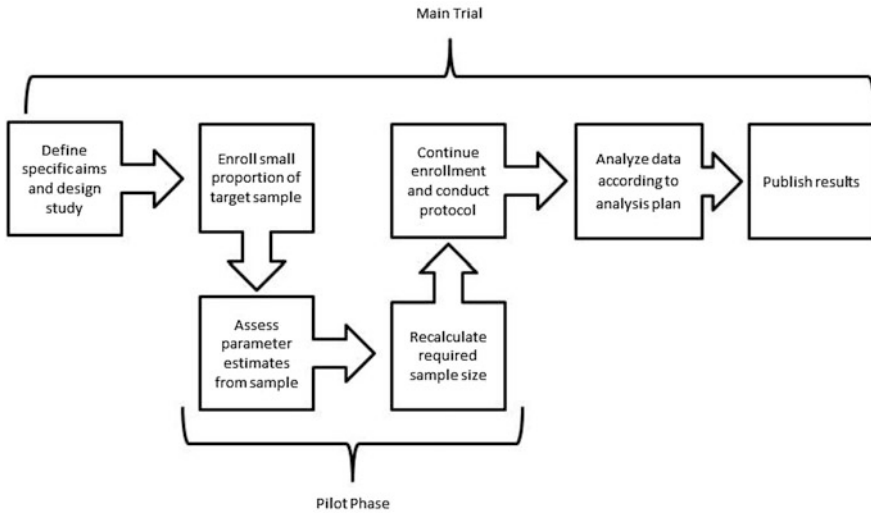 Main Trial
Define
specific aims
and design
study
Enroll small
proportion of
target sample
Continue
enrollment
and conduct
protocol
Analyze data
according to
analysis plan
Publish results
Assess
parameter
estimates
from sample
Recalculate
required
sample size
Pilot Phase